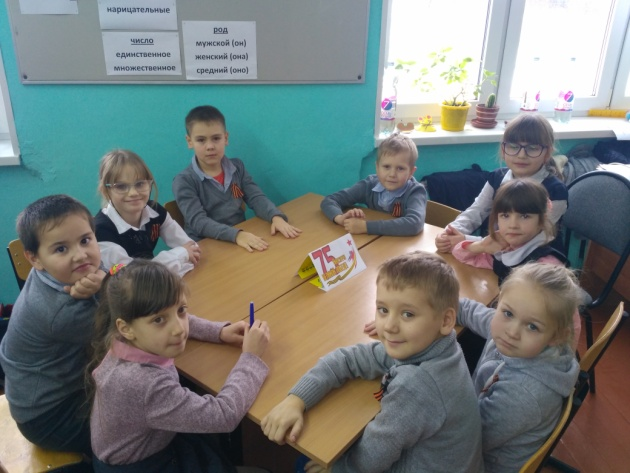 нарицательные
число
единственное
множественное
род
мужской (он)
женский (она)
средний (оно)
75